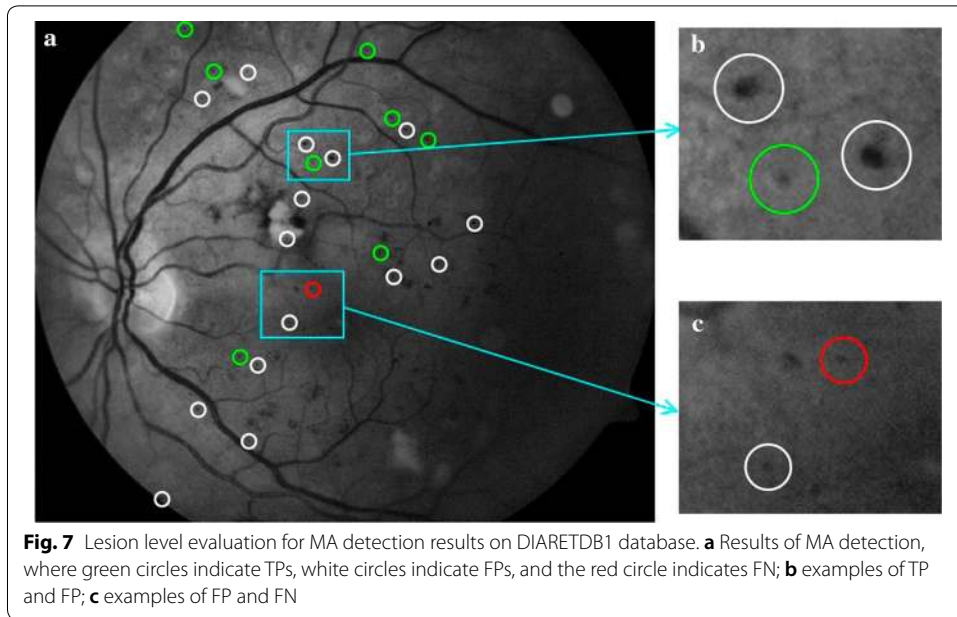 a
b
c
Fig. 7 Lesion level evaluation for MA detection results on DIARETDB1 database. a Results of MA detection,
where green circles indicate TPs, white circles indicate FPs, and the red circle indicates FN; b examples of TP
and FP; c examples of FP and FN